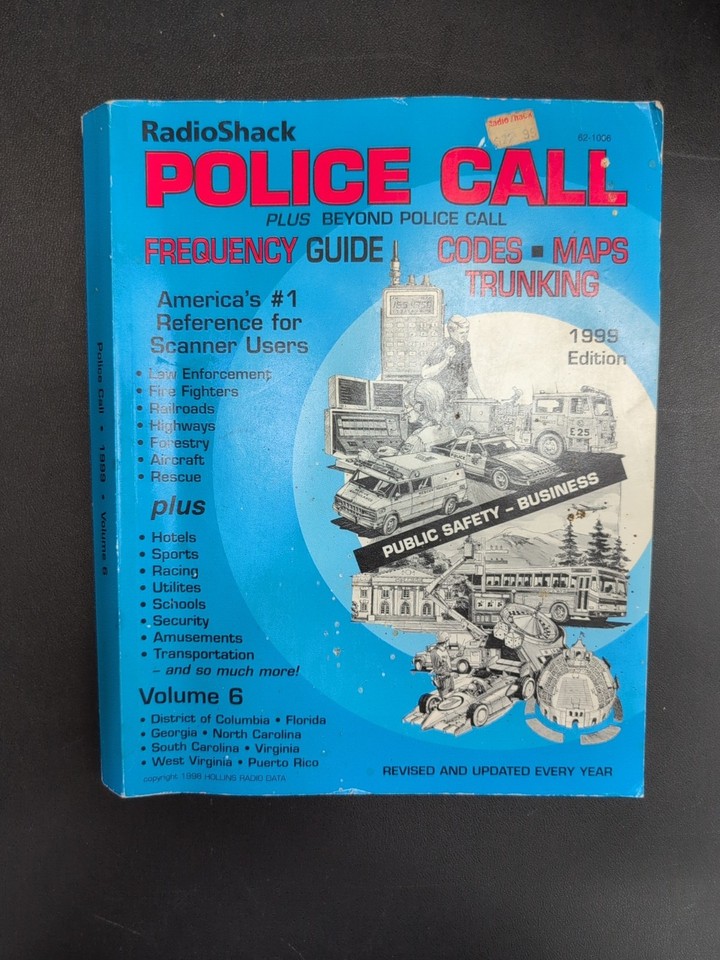 RadioShack
Radio Shack
62-1006
POLICE CALL
PLUS BEYOND POLICE CALL
FREQUENCY GUIDE
CODES ■ MAPS
TRUNKING
America's #1
Reference for
Scanner Users
1999
Edition
• Law Enforcement
• Fire Fighters
• Railroads
• Highways
• Forestry
• Aircraft
• Rescue
plus
• Hotels
• Sports
• Racing
• Utilites
• Schools
• Security
• Amusements
• Transportation
– and so much more!
E 25
PUBLIC SAFETY – BUSINESS
Volume 6
• District of Columbia • Florida
• Georgia • North Carolina
• South Carolina • Virginia
• West Virginia • Puerto Rico
copyright 1998 HOLLINS RADIO DATA
REVISED AND UPDATED EVERY YEAR
Police Call • 1999 • Volume 6